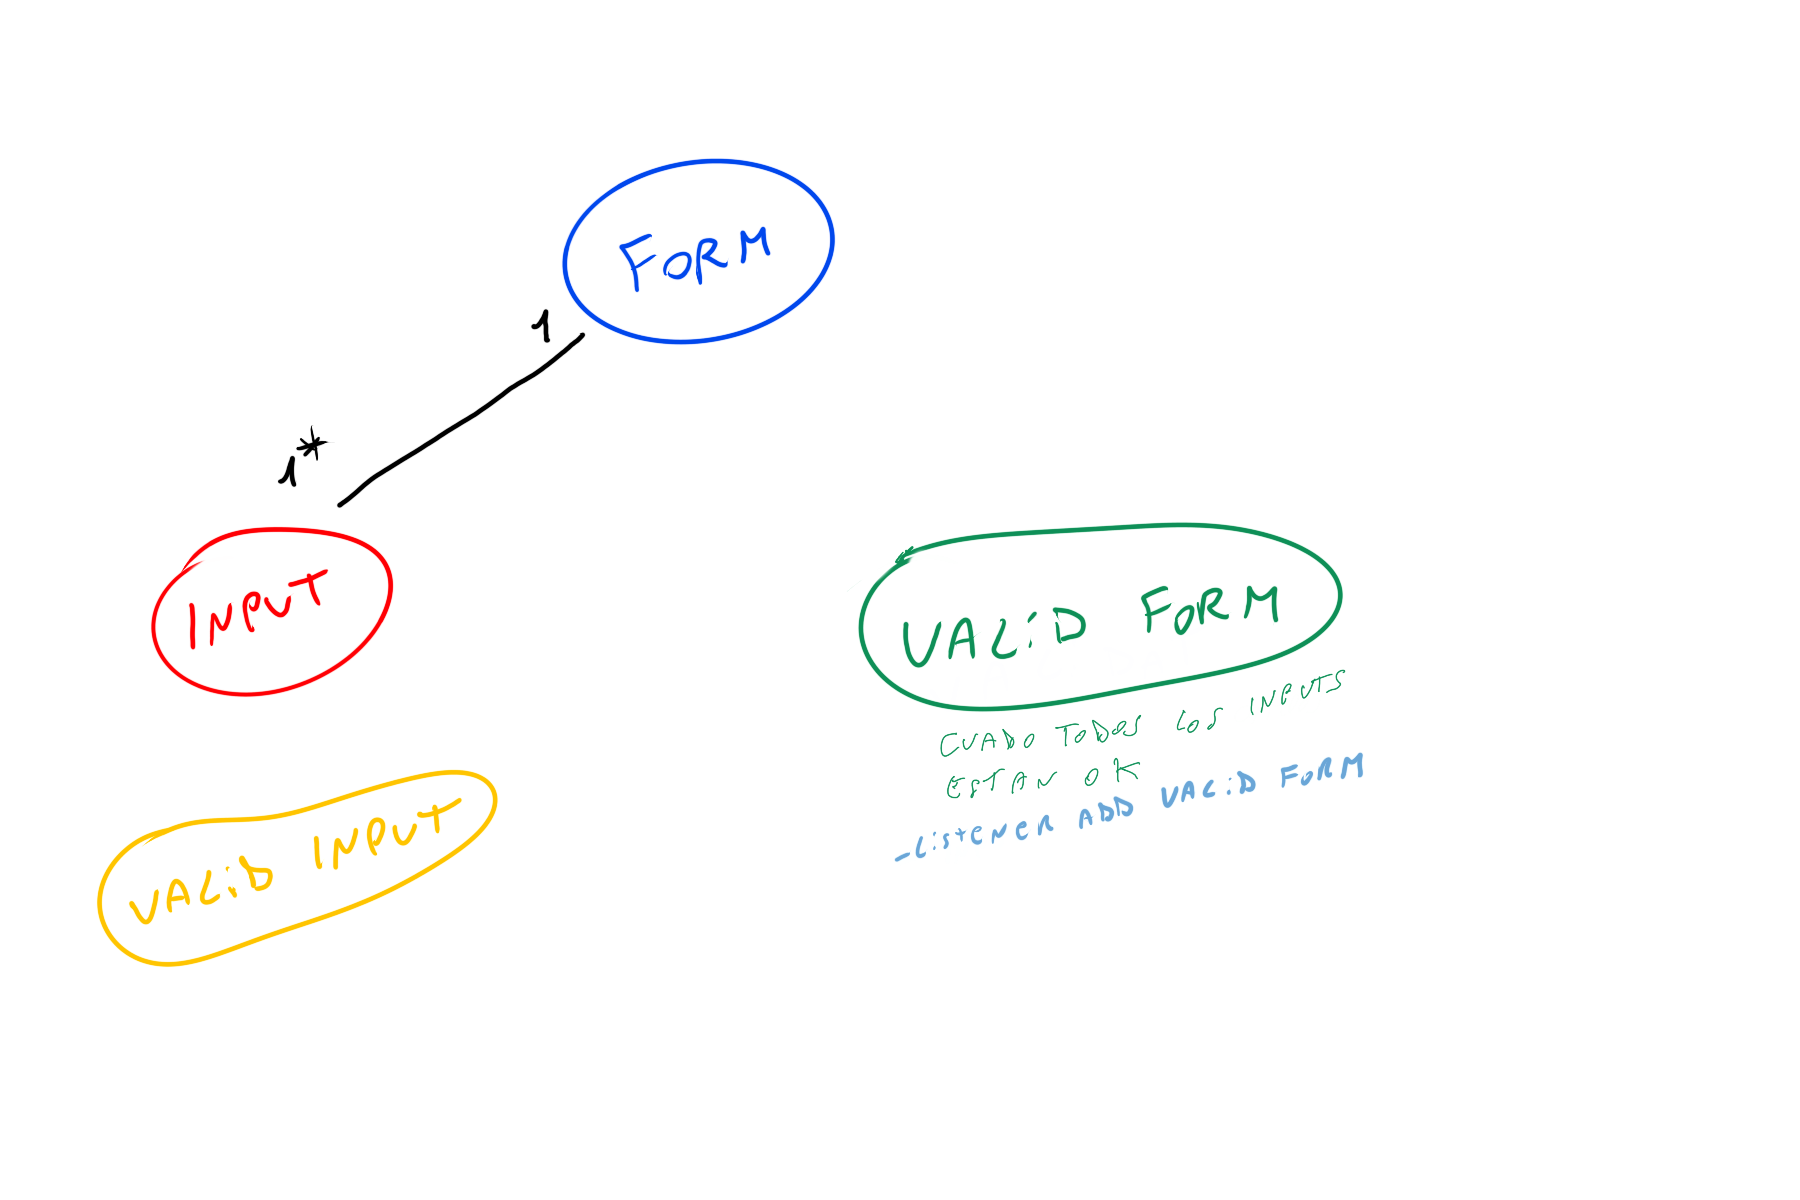 FORM
1
1*
INPUT
VALiD FORM
CUADO TODOS LOS INPUTS
ESTAN OK
-LiSTENER ADD VALiD FORM
VALiD INPUT